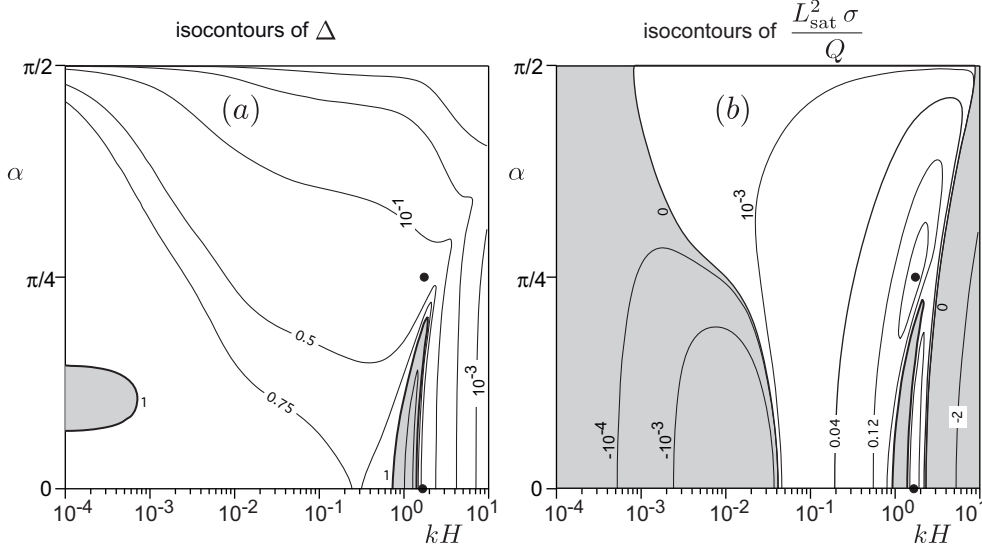 isocontours of Δ
isocontours of L²sat σ / Q
π/2
(a)
α
10⁻¹
π/4
0.5
0.75
1
1
10⁻³
0
10⁻⁴ 10⁻³ 10⁻² 10⁻¹ 10⁰ 10¹
kH
π/2
(b)
α
0
10⁻³
π/4
0
-10⁻⁴
-10⁻³
0.04
0.12
-2
0
10⁻⁴ 10⁻³ 10⁻² 10⁻¹ 10⁰ 10¹
kH